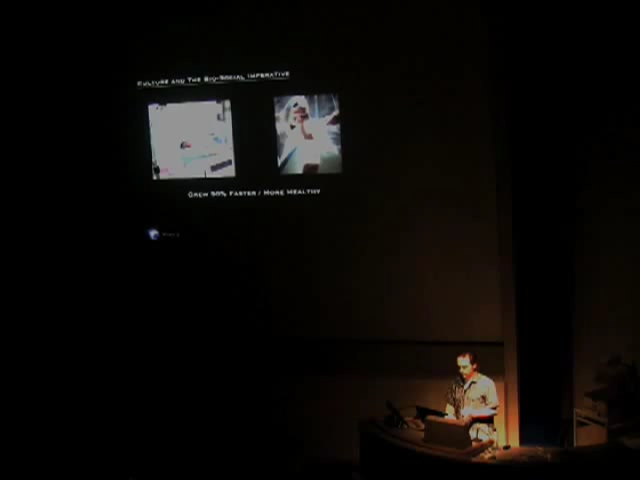 Culture and The Bio-Social Imperative
Grew 50% Faster / More Healthy